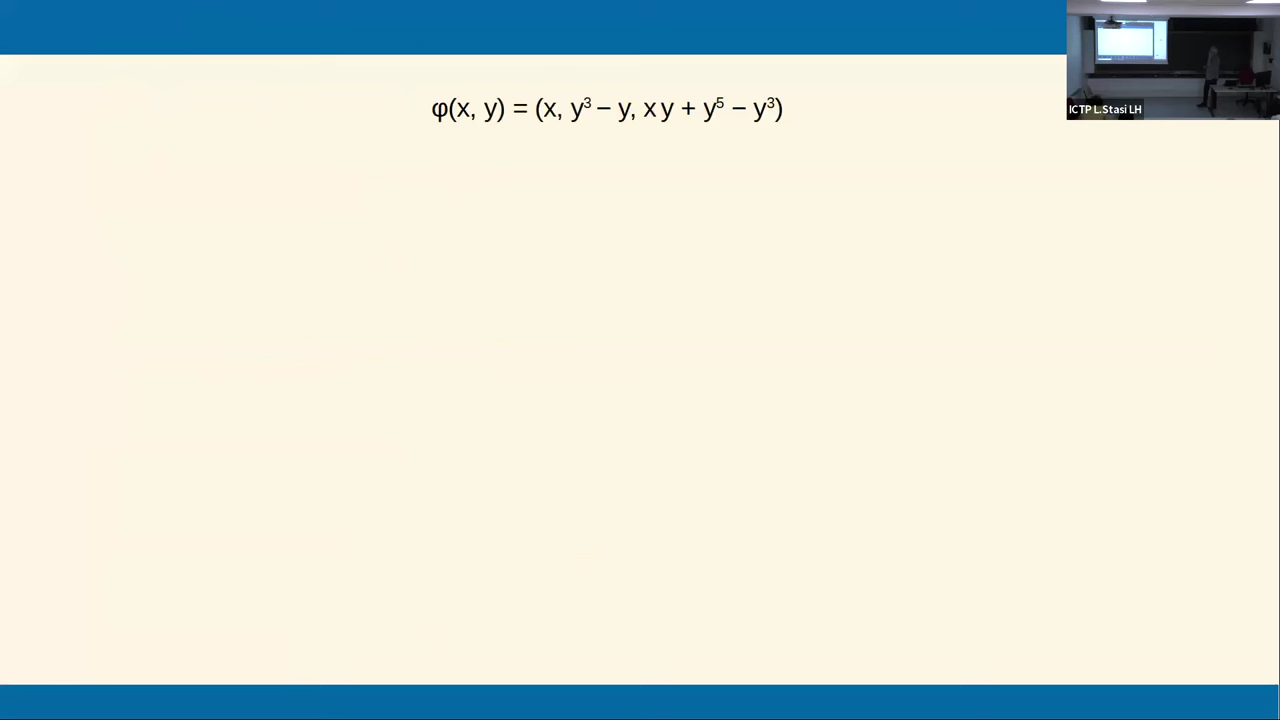 φ(x, y) = (x, y³ − y, x y + y⁵ − y³)
ICTP L.Stasi LH